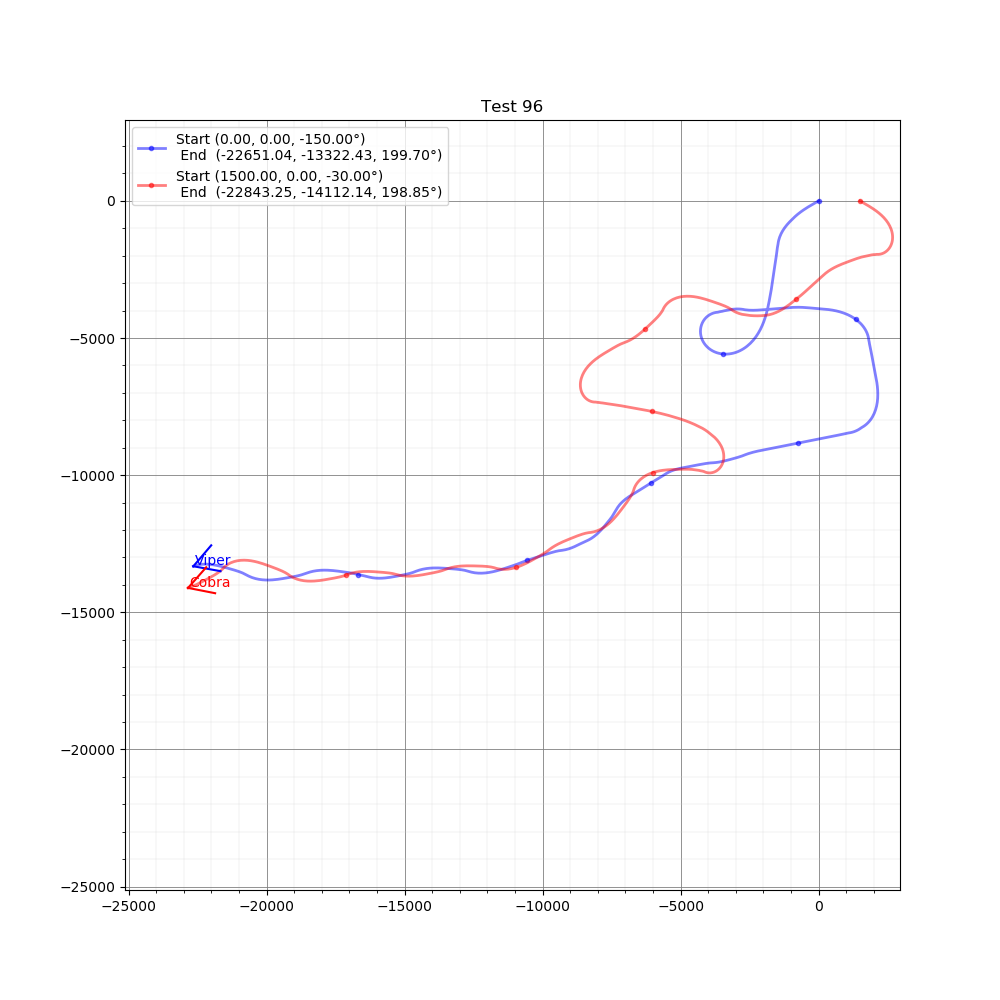 Test 96
Start (0.00, 0.00, -150.00°)
End  (-22651.04, -13322.43, 199.70°)
Start (1500.00, 0.00, -30.00°)
End  (-22843.25, -14112.14, 198.85°)
0
−5000
−10000
−15000
−20000
−25000
Viper
Cobra
−25000 −20000 −15000 −10000 −5000 0